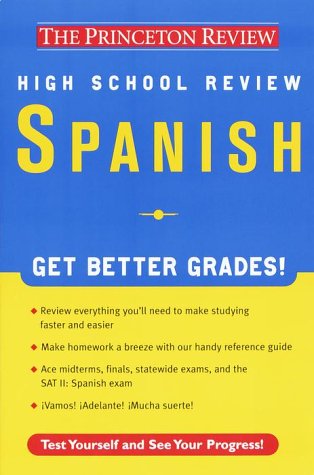 THE PRINCETON REVIEW
HIGH SCHOOL REVIEW
SPANISH
GET BETTER GRADES!
Review everything you'll need to make studying
faster and easier
Make homework a breeze with our handy reference guide
Ace midterms, finals, statewide exams, and the
SAT II: Spanish exam
¡Vamos! ¡Adelante! ¡Mucha suerte!
Test Yourself and See Your Progress!